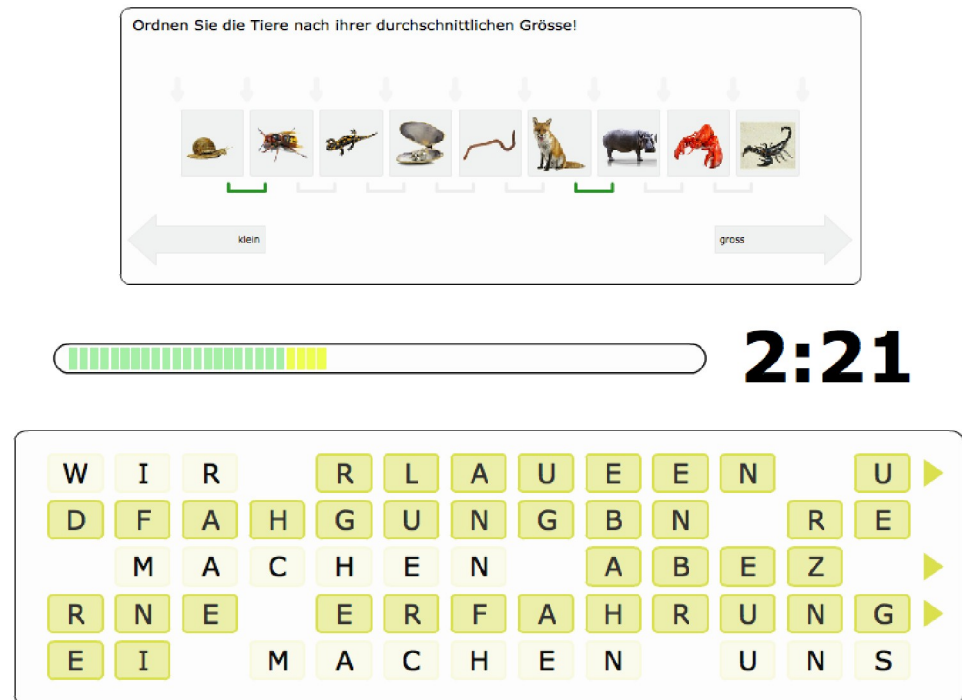 Ordnen Sie die Tiere nach ihrer durchschnittlichen Grösse!
klein
gross
2:21
W I R R L A U E E N U
D F A H G U N G B N R E
M A C H E N A B E Z
R N E E R F A H R U N G
E I M A C H E N U N S